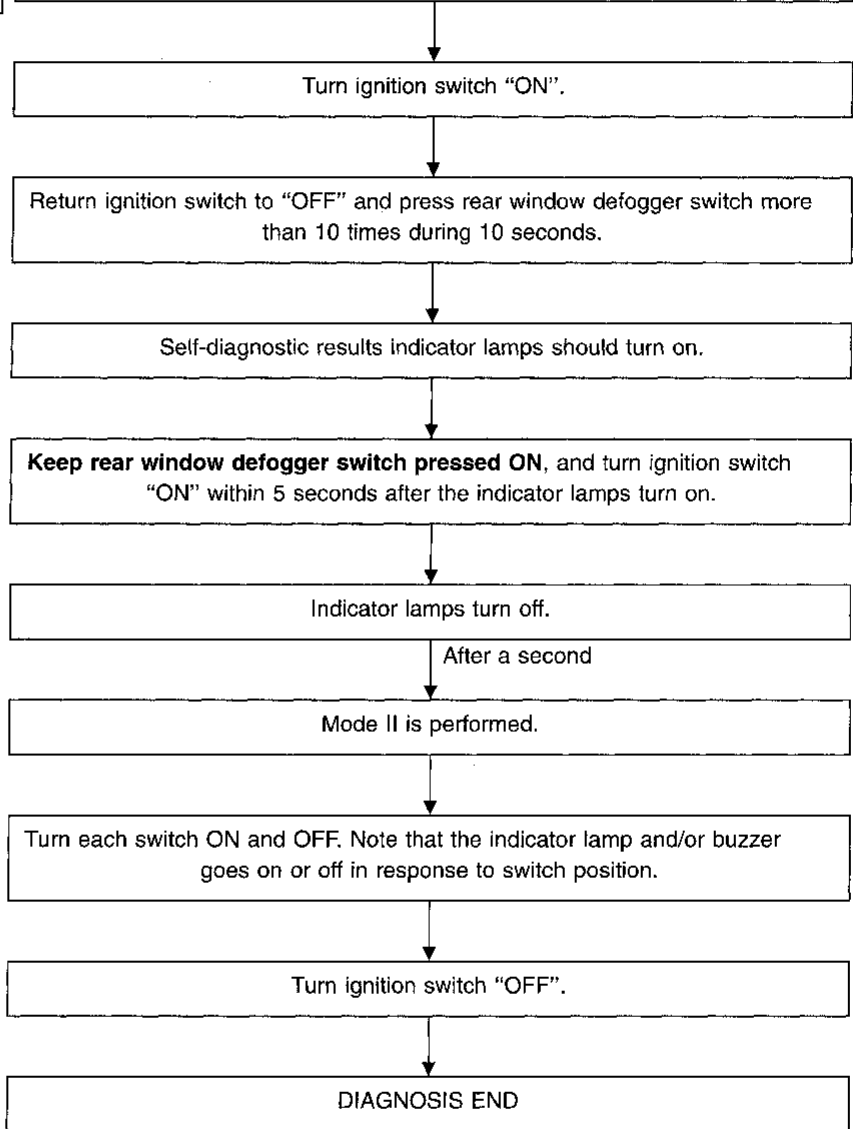 Turn ignition switch “ON”.
Return ignition switch to “OFF” and press rear window defogger switch more
than 10 times during 10 seconds.
Self-diagnostic results indicator lamps should turn on.
Keep rear window defogger switch pressed ON, and turn ignition switch
“ON” within 5 seconds after the indicator lamps turn on.
Indicator lamps turn off.
After a second
Mode II is performed.
Turn each switch ON and OFF. Note that the indicator lamp and/or buzzer
goes on or off in response to switch position.
Turn ignition switch “OFF”.
DIAGNOSIS END